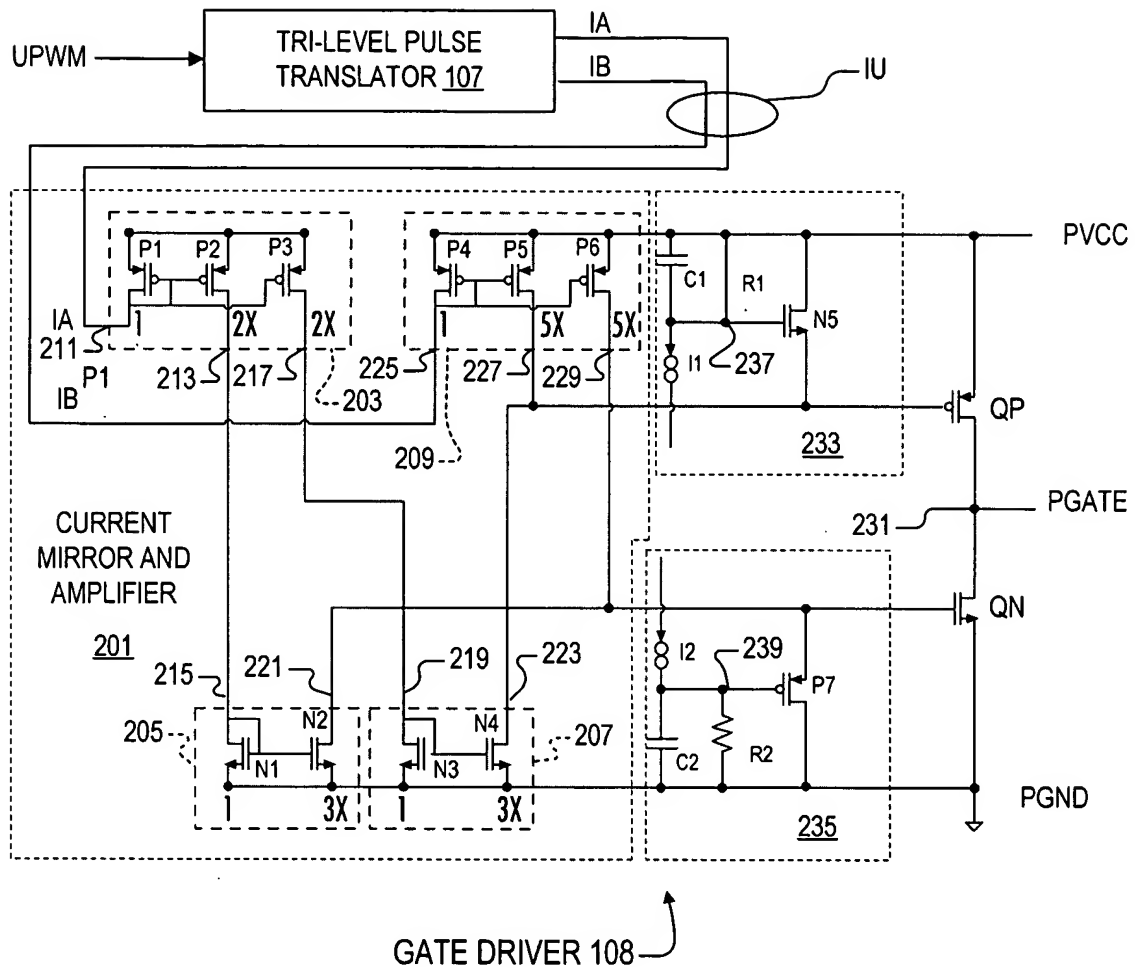 IA
UPWM
TRI-LEVEL PULSE
TRANSLATOR 107
IB
IU
P1
P2
P3
P4
P5
P6
PVCC
C1
R1
N5
IA
1
2X
2X
1
5X
5X
211
P1
213
217
225
227
229
I1
237
IB
203
QP
209
233
231
PGATE
CURRENT
MIRROR AND
AMPLIFIER
201
QN
215
221
219
223
I2
239
P7
205
N2
N4
207
N1
N3
C2
R2
PGND
1
3X
1
3X
235
GATE DRIVER 108